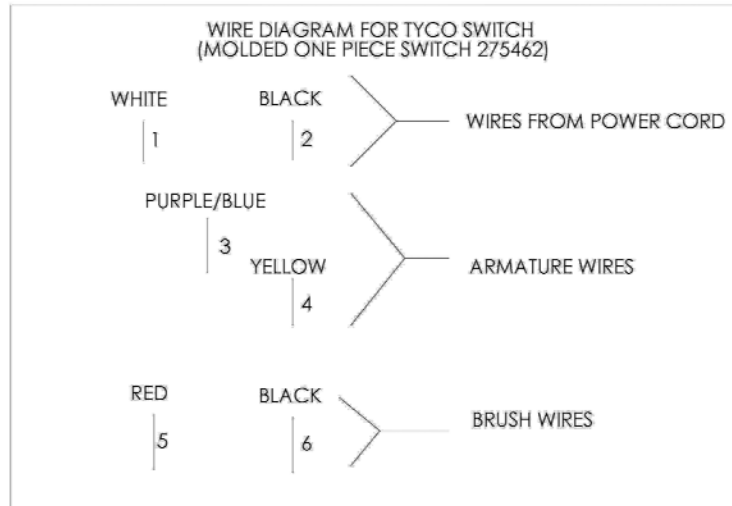 WIRE DIAGRAM FOR TYCO SWITCH
(MOLDED ONE PIECE SWITCH 275462)
WHITE
BLACK
1
2
WIRES FROM POWER CORD
PURPLE/BLUE
3
YELLOW
4
ARMATURE WIRES
RED
BLACK
5
6
BRUSH WIRES